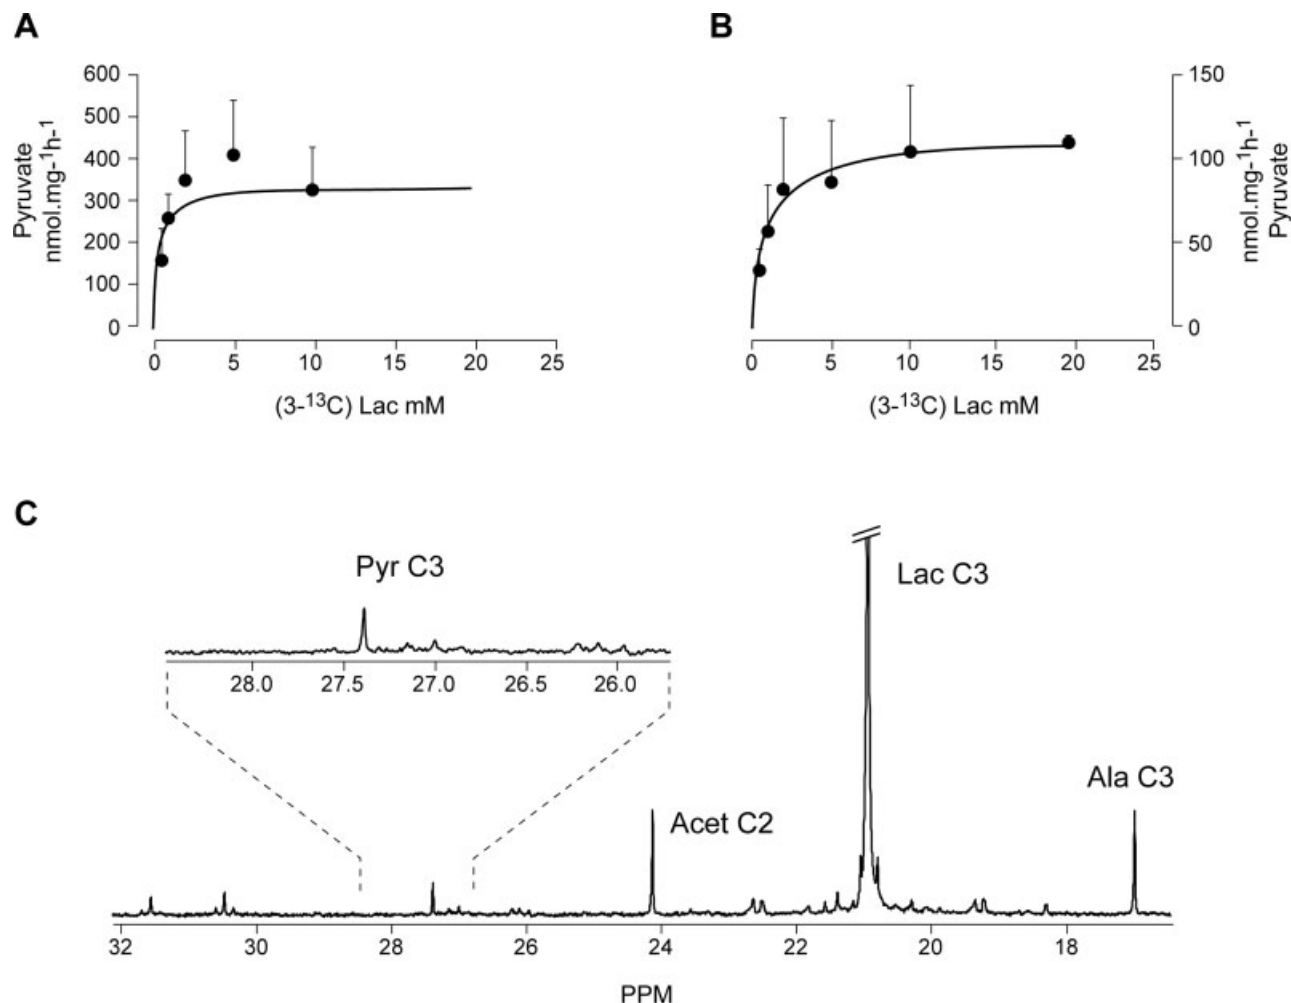 A
B
Pyruvate
nmol.mg-1h-1
600
500
400
300
200
100
0
0 5 10 15 20 25
(3-13C) Lac mM
150
100
50
0
nmol.mg-1h-1
Pyruvate
0 5 10 15 20 25
(3-13C) Lac mM
C
Pyr C3
Lac C3
28.0 27.5 27.0 26.5 26.0
Ala C3
Acet C2
32 30 28 26 24 22 20 18
PPM